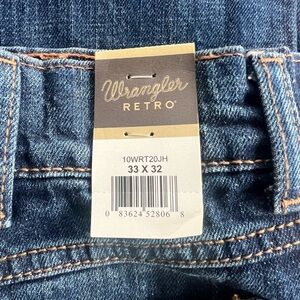 Wrangler
RETRO®
10WRT20JH
33 X 32
0 83624 52806 8